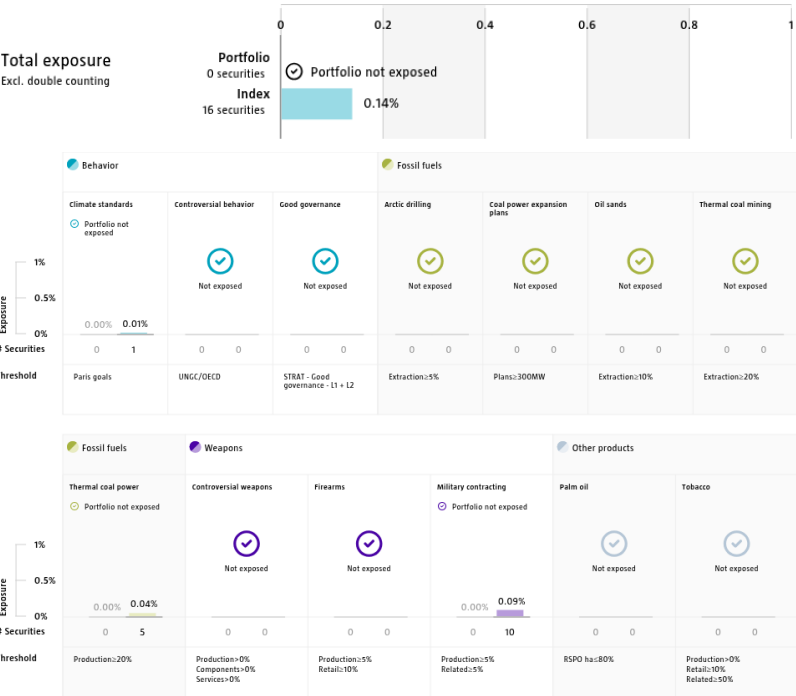 0 0.2 0.4 0.6 0.8 1
Total exposure
Excl. double counting
Portfolio
0 securities
Portfolio not exposed
Index
16 securities
0.14%
Behavior
Fossil fuels
Climate standards
Controversial behavior
Good governance
Arctic drilling
Coal power expansion
plans
Oil sands
Thermal coal mining
Portfolio not
exposed
Not exposed
Not exposed
Not exposed
Not exposed
Not exposed
Not exposed
Exposure
1%
0.5%
0%
0.00% 0.01%
# Securities
0 1 0 0 0 0 0 0 0 0 0 0 0 0
Threshold
Paris goals
UNGC/OECD
STRAT - Good
governance - L1 + L2
Extraction≥5%
Plans≥300MW
Extraction≥10%
Extraction≥20%
Fossil fuels
Weapons
Other products
Thermal coal power
Controversial weapons
Firearms
Military contracting
Palm oil
Tobacco
Portfolio not exposed
Portfolio not exposed
Not exposed
Not exposed
Not exposed
Not exposed
Exposure
1%
0.5%
0%
0.00% 0.04%
0.00% 0.09%
# Securities
0 5 0 0 0 0 0 10 0 0 0 0
Threshold
Production≥20%
Production>0%
Components>0%
Services>0%
Production≥5%
Retail≥10%
Production≥5%
Related≥5%
RSPO ha≤80%
Production>0%
Retail≥10%
Related≥50%